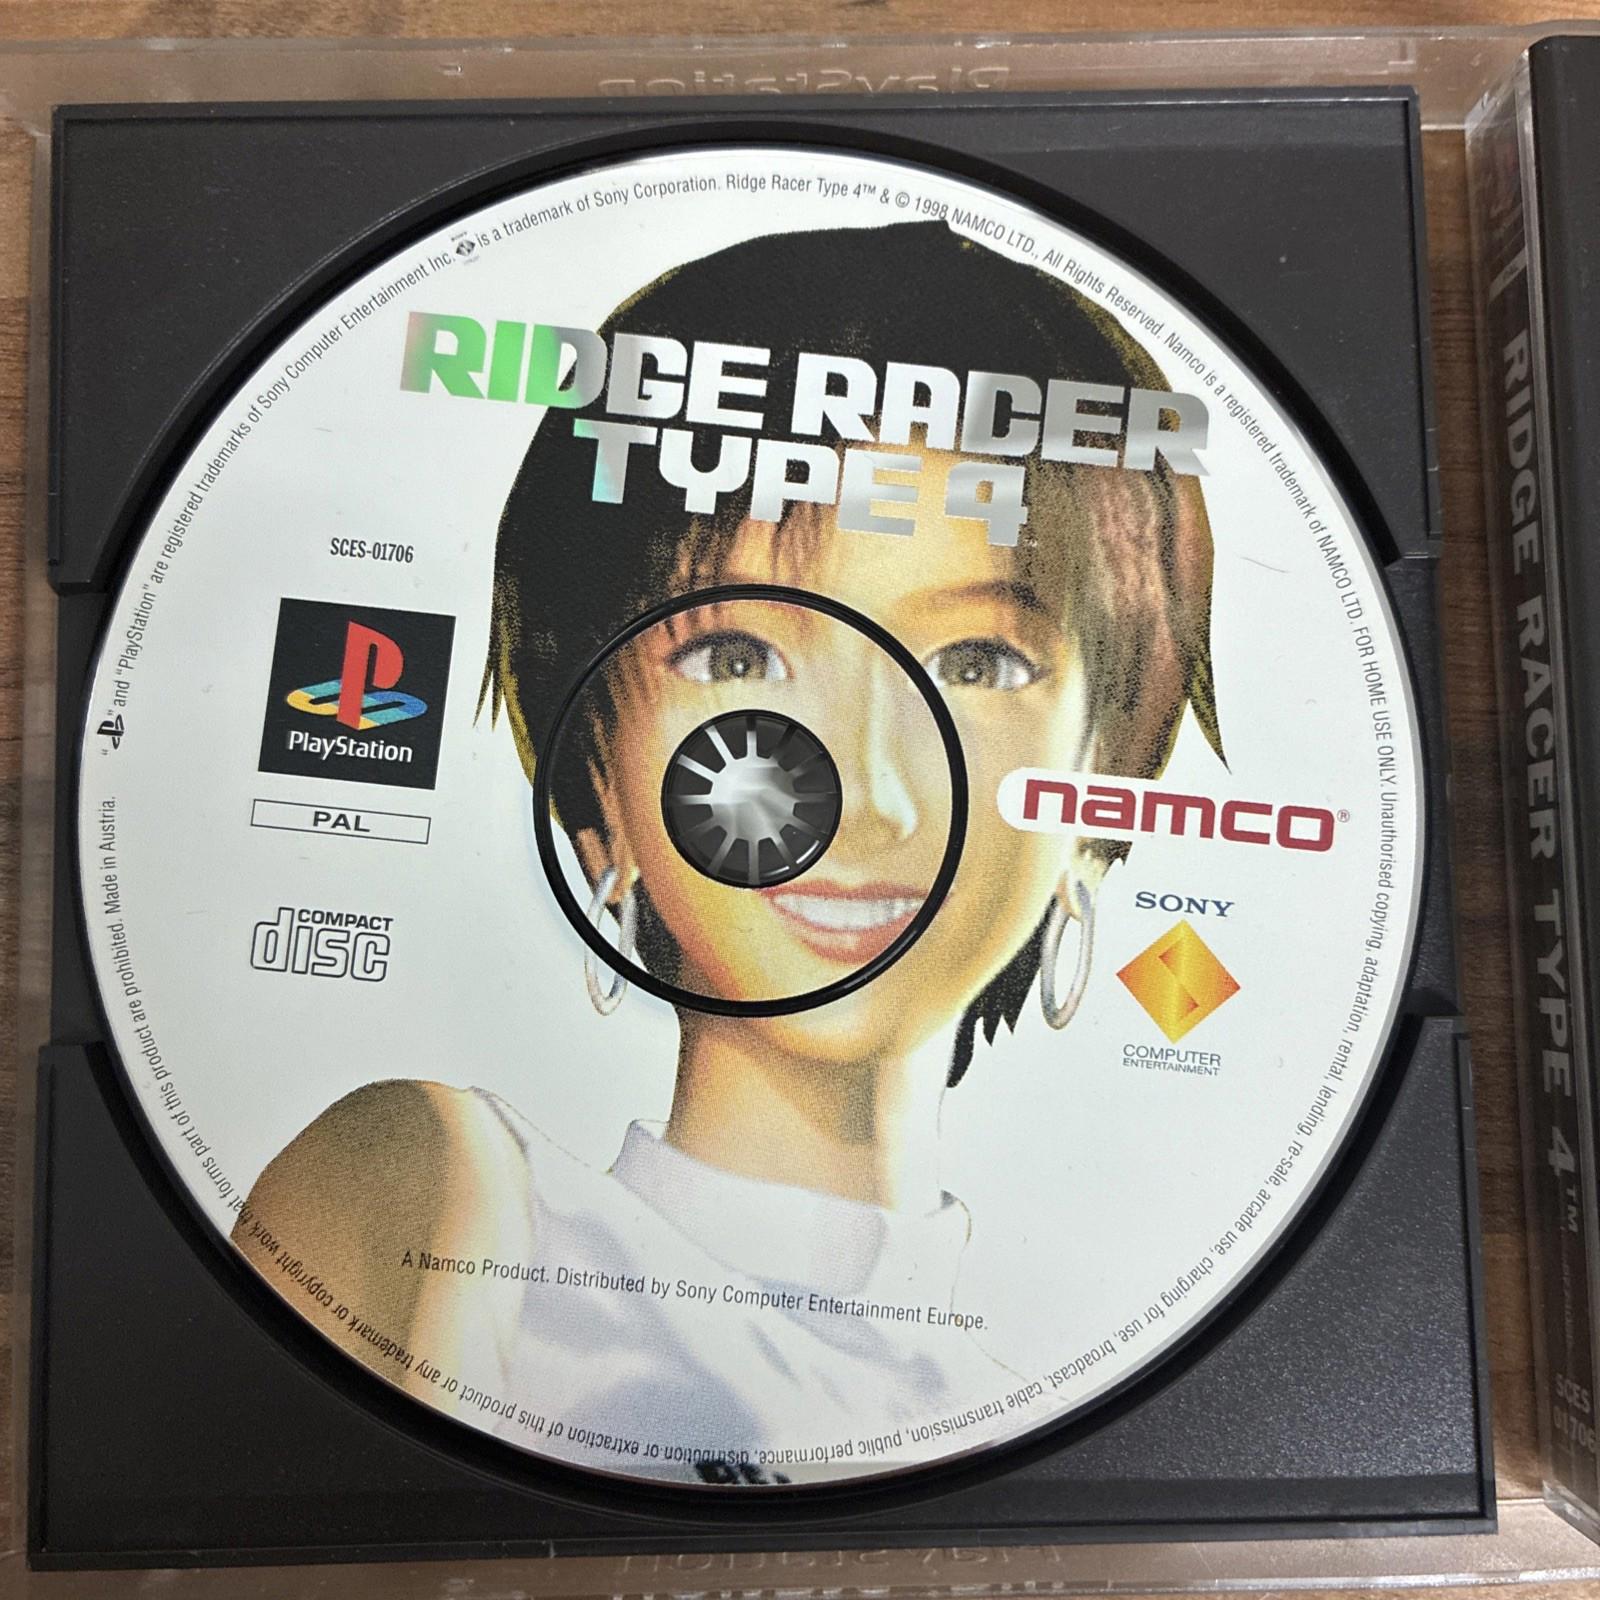 PlayStation
RIDGE RACER
TYPE 4
SCES-01706
PlayStation
PAL
COMPACT
disc
namco®
SONY
COMPUTER
ENTERTAINMENT
A Namco Product. Distributed by Sony Computer Entertainment Europe.
" " and "PlayStation" are registered trademarks of Sony Computer Entertainment Inc. is a trademark of Sony Corporation. Ridge Racer Type 4™ & © 1998 NAMCO LTD., All Rights Reserved. Namco is a registered trademark of NAMCO LTD. FOR HOME USE ONLY. Unauthorised copying, adaptation, rental, lending, re-sale, arcade use, charging for use, broadcast, cable transmission, public performance, distribution or extraction of this product or any trademark or copyright work that forms part of this product are prohibited. Made in Austria.
RIDGE RACER TYPE 4™
SCES
01706
PlayStation